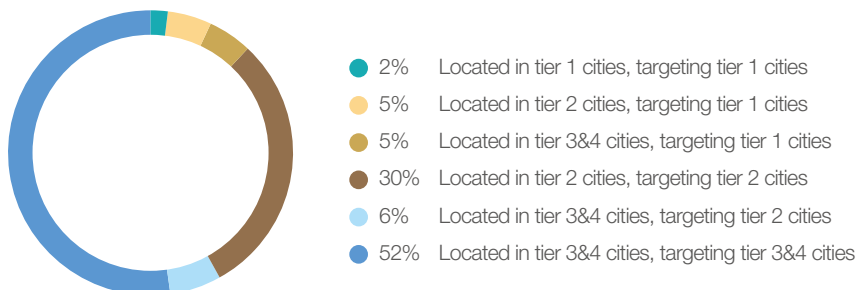 2% Located in tier 1 cities, targeting tier 1 cities
5% Located in tier 2 cities, targeting tier 1 cities
5% Located in tier 3&4 cities, targeting tier 1 cities
30% Located in tier 2 cities, targeting tier 2 cities
6% Located in tier 3&4 cities, targeting tier 2 cities
52% Located in tier 3&4 cities, targeting tier 3&4 cities